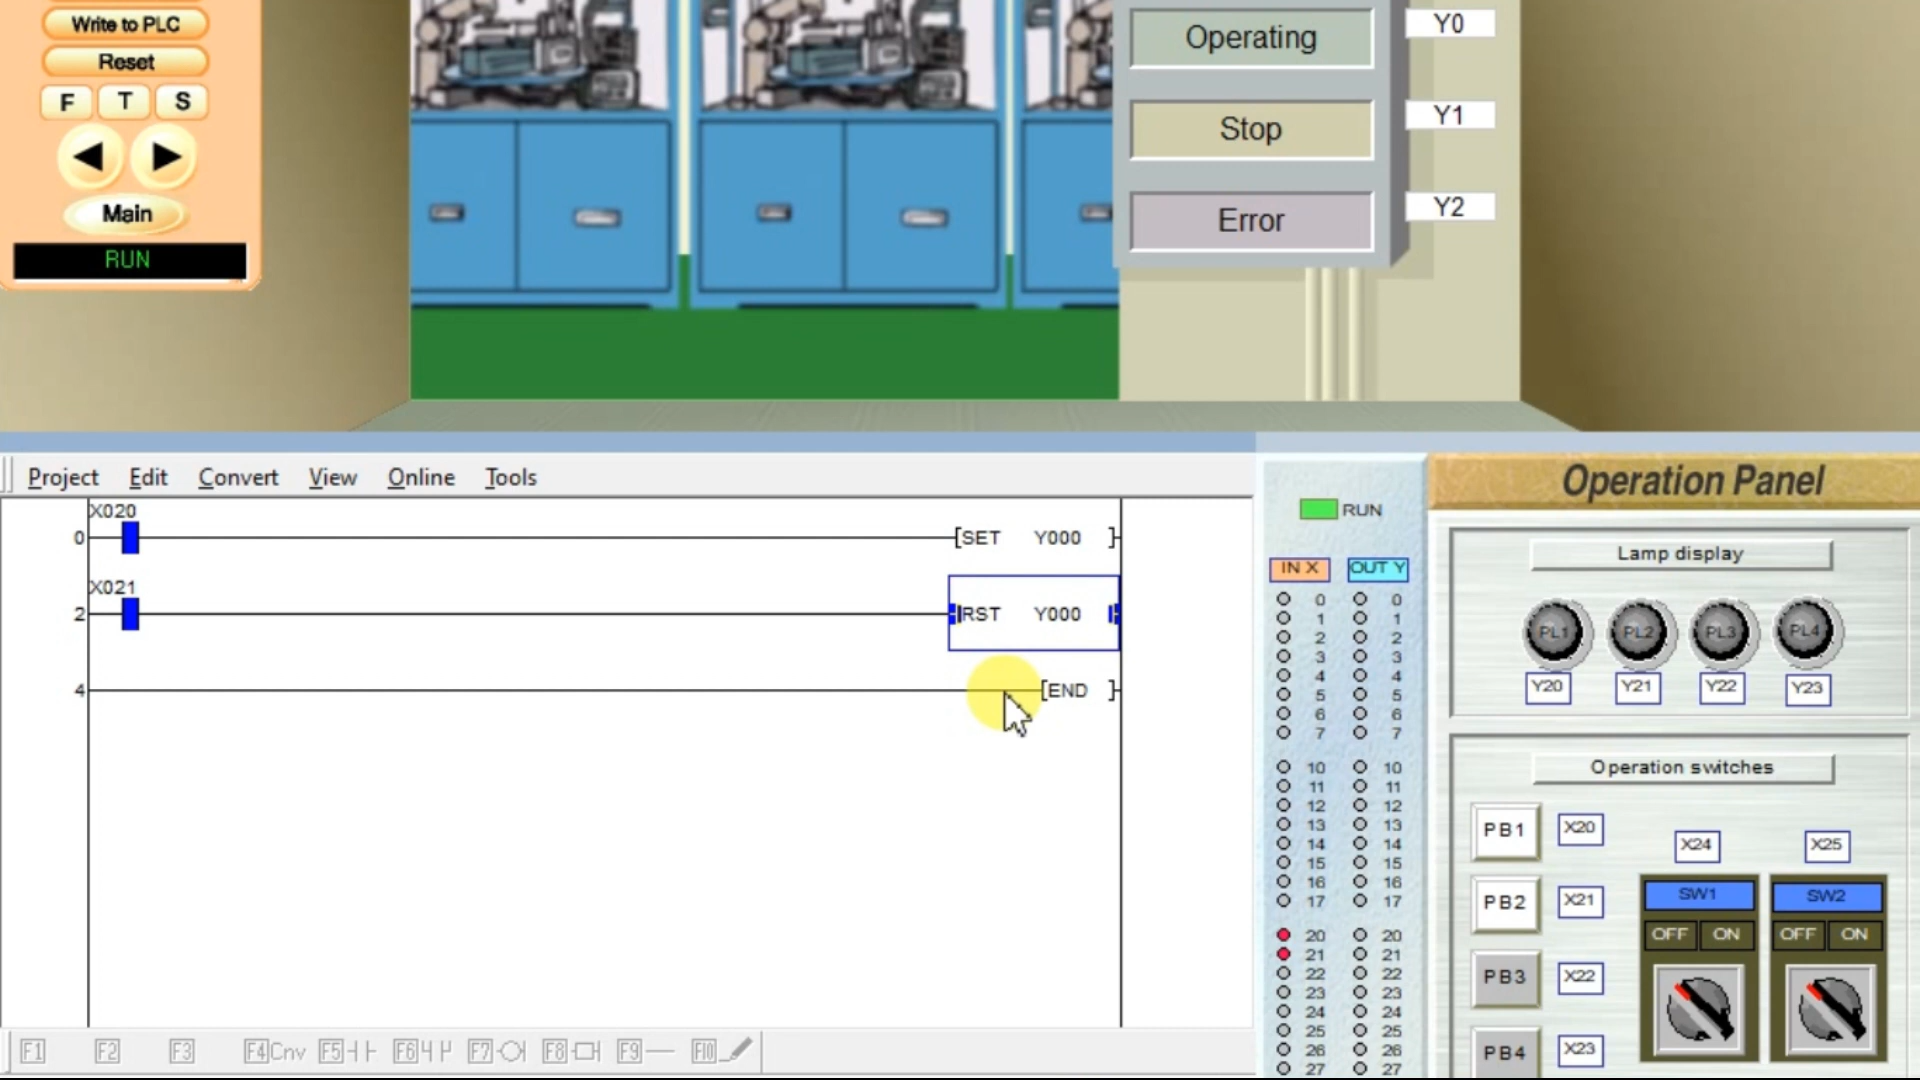 Write to PLC
Reset
F T S
Main
RUN
Operating Y0
Stop Y1
Error Y2
Project Edit Convert View Online Tools
X020
0 [SET Y000 ]
X021
2 [RST Y000 ]
4 [END ]
F1 F2 F3 F4Cnv F5 F6 F7 F8 F9 F10
RUN
IN X OUT Y
0 0
1 1
2 2
3 3
4 4
5 5
6 6
7 7
10 10
11 11
12 12
13 13
14 14
15 15
16 16
17 17
20 20
21 21
22 22
23 23
24 24
25 25
26 26
27 27
Operation Panel
Lamp display
PL1 PL2 PL3 PL4
Y20 Y21 Y22 Y23
Operation switches
PB1 X20
PB2 X21
PB3 X22
PB4 X23
X24 X25
SW1 SW2
OFF ON OFF ON